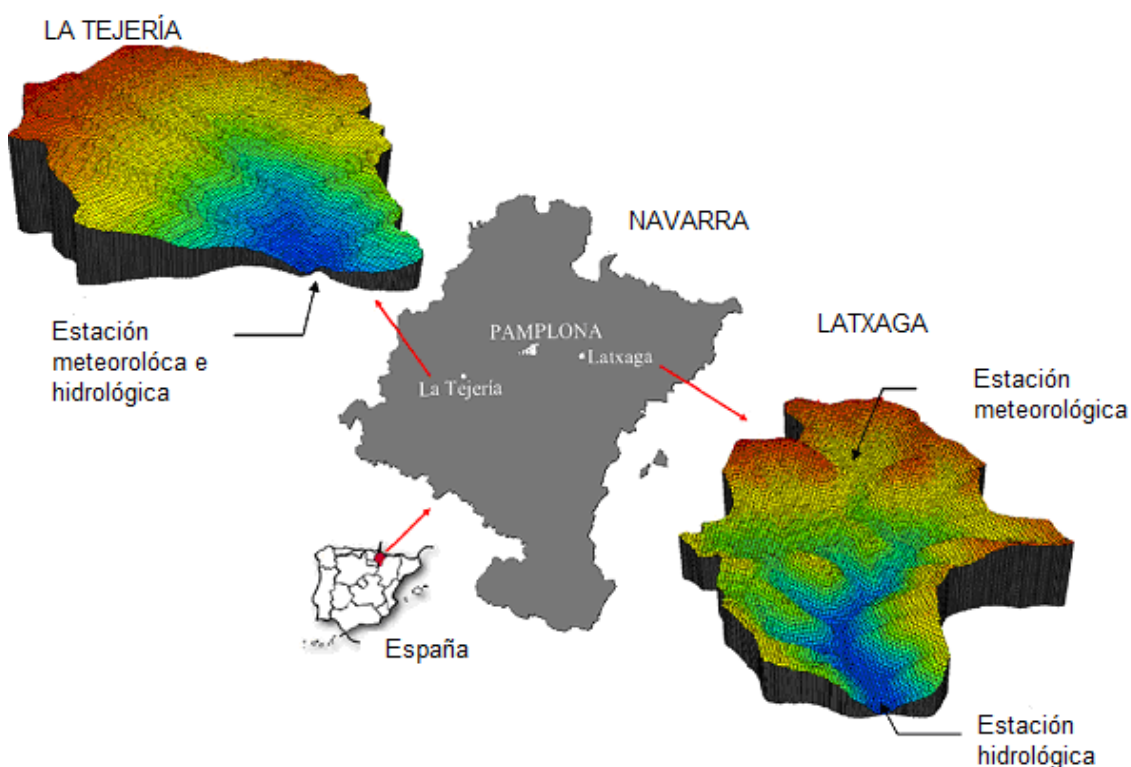 LA TEJERÍA
NAVARRA
Estación
meteorolóca e
hidrológica
PAMPLONA
Latxaga
La Tejería
LATXAGA
Estación
meteorológica
España
Estación
hidrológica